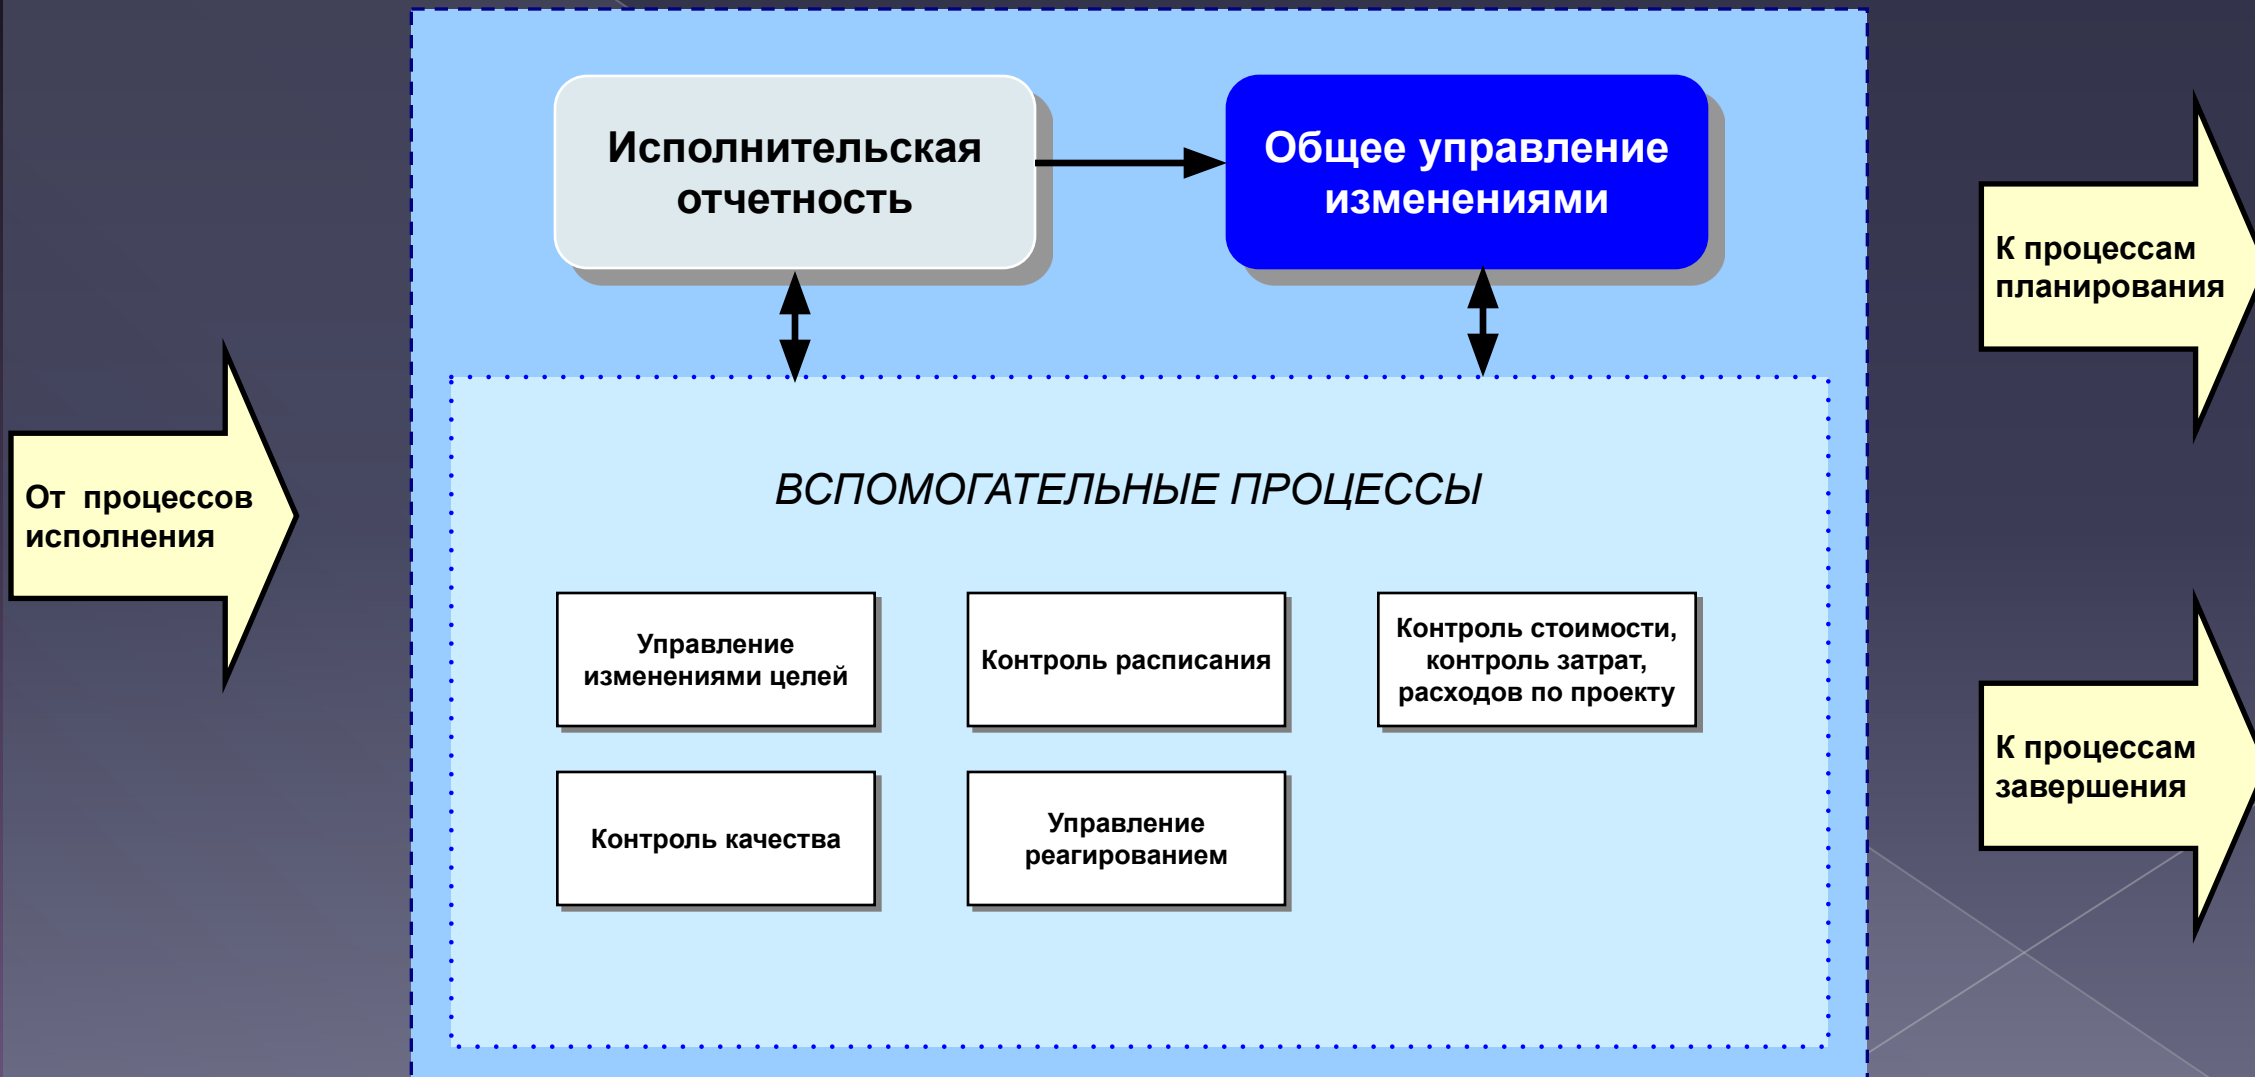 Исполнительская
отчетность
Общее управление
изменениями
К процессам
планирования
От процессов
исполнения
ВСПОМОГАТЕЛЬНЫЕ ПРОЦЕССЫ
Управление
изменениями целей
Контроль расписания
Контроль стоимости,
контроль затрат,
расходов по проекту
Контроль качества
Управление
реагированием
К процессам
завершения